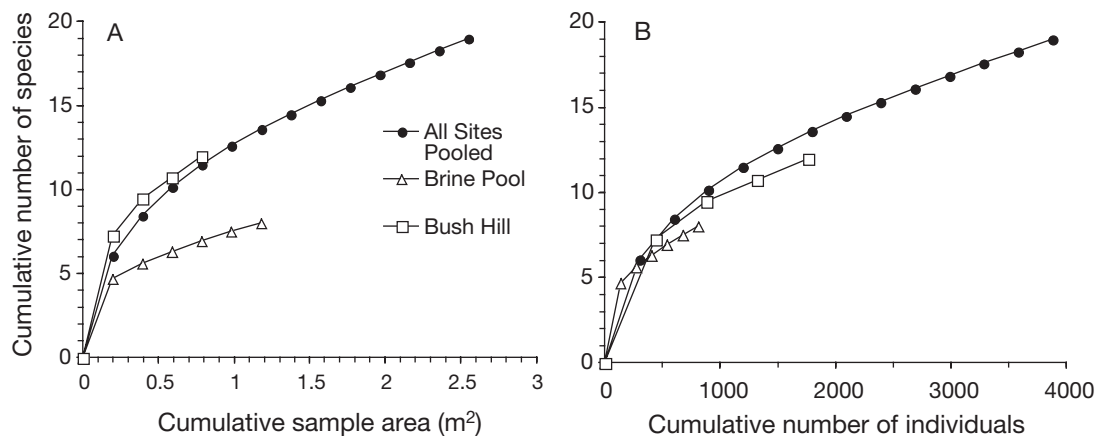 A
B
Cumulative number of species
20
15
10
5
0
0
0.5
1
1.5
2
2.5
3
Cumulative sample area (m²)
All Sites
Pooled
Brine Pool
Bush Hill
20
15
10
5
0
0
1000
2000
3000
4000
Cumulative number of individuals